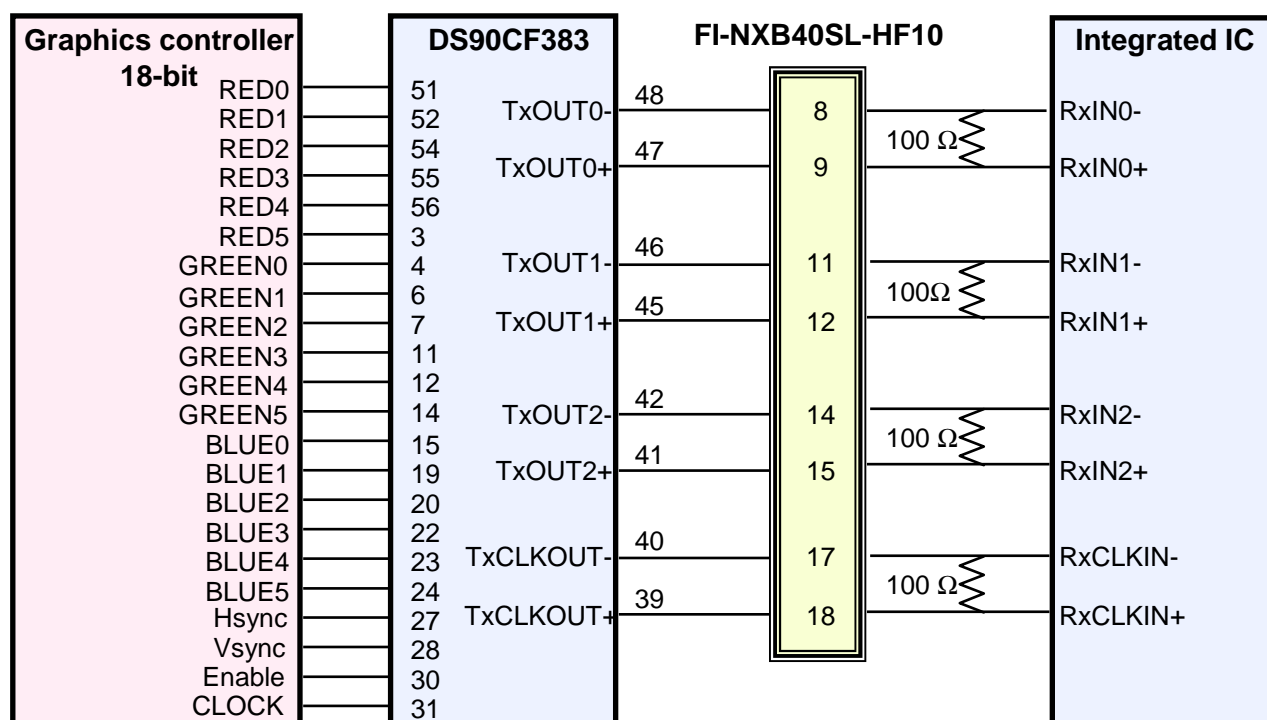 Graphics controller
18-bit
DS90CF383
FI-NXB40SL-HF10
Integrated IC
RED0
RED1
RED2
RED3
RED4
RED5
GREEN0
GREEN1
GREEN2
GREEN3
GREEN4
GREEN5
BLUE0
BLUE1
BLUE2
BLUE3
BLUE4
BLUE5
Hsync
Vsync
Enable
CLOCK
51
52
54
55
56
3
4
6
7
11
12
14
15
19
20
22
23
24
27
28
30
31
TxOUT0- 48 8 RxIN0-
100 Ω
TxOUT0+ 47 9 RxIN0+
TxOUT1- 46 11 RxIN1-
100Ω
TxOUT1+ 45 12 RxIN1+
TxOUT2- 42 14 RxIN2-
100 Ω
TxOUT2+ 41 15 RxIN2+
TxCLKOUT- 40 17 RxCLKIN-
100 Ω
TxCLKOUT+ 39 18 RxCLKIN+